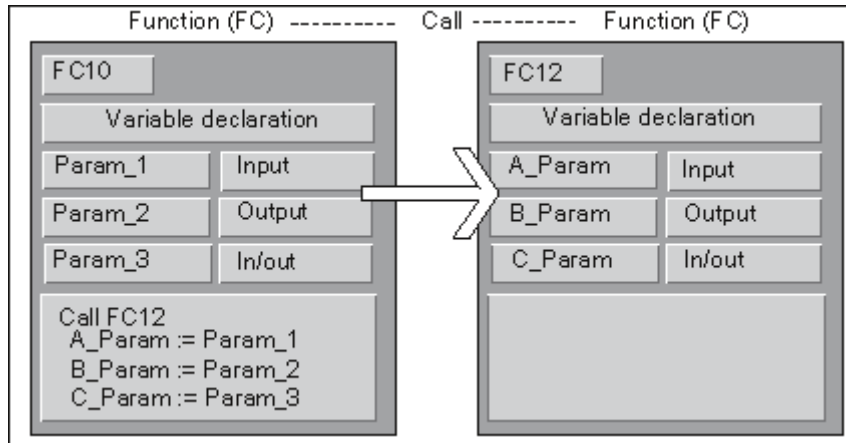 Function (FC) ---------- Call ---------- Function (FC)
FC10
Variable declaration
Param_1 Input
Param_2 Output
Param_3 In/out
Call FC12
A_Param := Param_1
B_Param := Param_2
C_Param := Param_3
FC12
Variable declaration
A_Param Input
B_Param Output
C_Param In/out